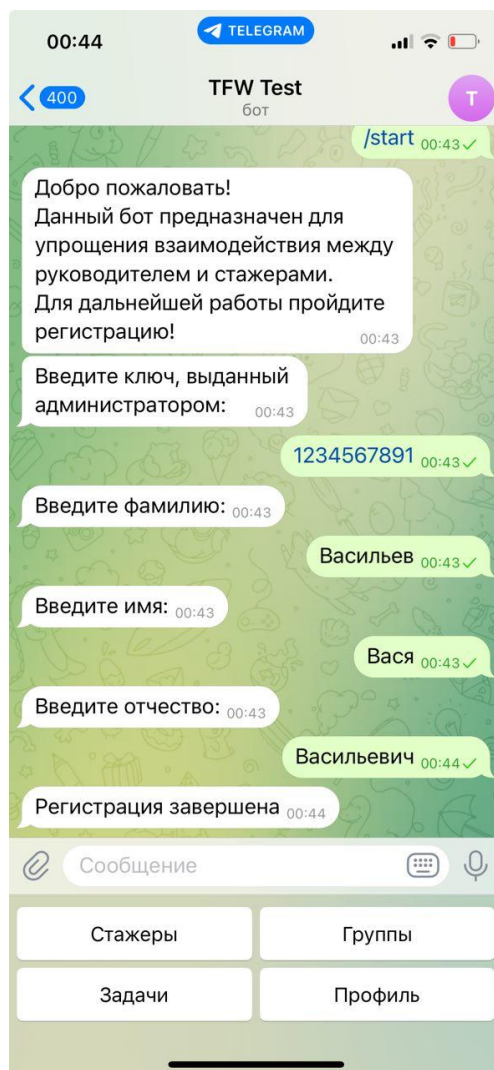 00:44
TELEGRAM
400
TFW Test
бот
T
/start 00:43
Добро пожаловать!
Данный бот предназначен для
упрощения взаимодействия между
руководителем и стажерами.
Для дальнейшей работы пройдите
регистрацию! 00:43
Введите ключ, выданный
администратором: 00:43
1234567891 00:43
Введите фамилию: 00:43
Васильев 00:43
Введите имя: 00:43
Вася 00:43
Введите отчество: 00:43
Васильевич 00:44
Регистрация завершена 00:44
Сообщение
Стажеры Группы
Задачи Профиль